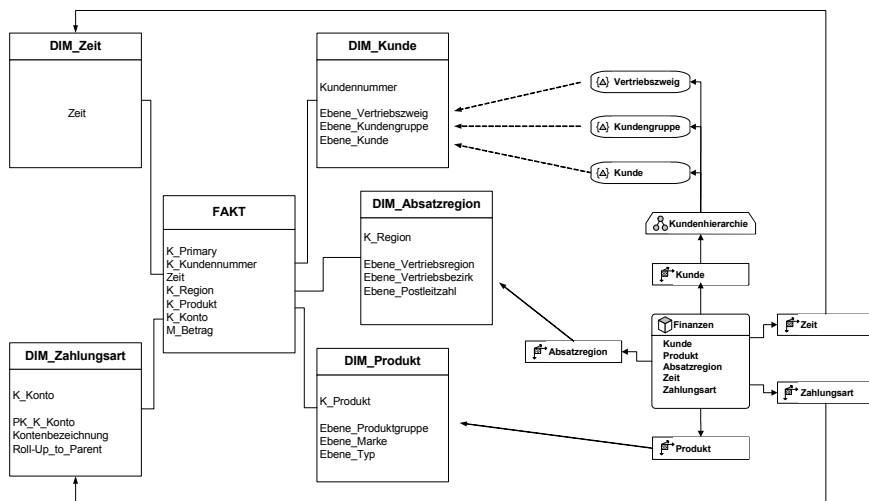 DIM_Zeit
Zeit
DIM_Kunde
Kundennummer
Ebene_Vertriebszweig
Ebene_Kundengruppe
Ebene_Kunde
{Δ} Vertriebszweig
{Δ} Kundengruppe
{Δ} Kunde
FAKT
K_Primary
K_Kundennummer
Zeit
K_Region
K_Produkt
K_Konto
M_Betrag
DIM_Absatzregion
K_Region
Ebene_Vertriebsregion
Ebene_Vertriebsbezirk
Ebene_Postleitzahl
Kundenhierarchie
Kunde
Finanzen
Kunde
Produkt
Absatzregion
Zeit
Zahlungsart
Zeit
Absatzregion
Zahlungsart
Produkt
DIM_Zahlungsart
K_Konto
PK_K_Konto
Kontenbezeichnung
Roll-Up_to_Parent
DIM_Produkt
K_Produkt
Ebene_Produktgruppe
Ebene_Marke
Ebene_Typ